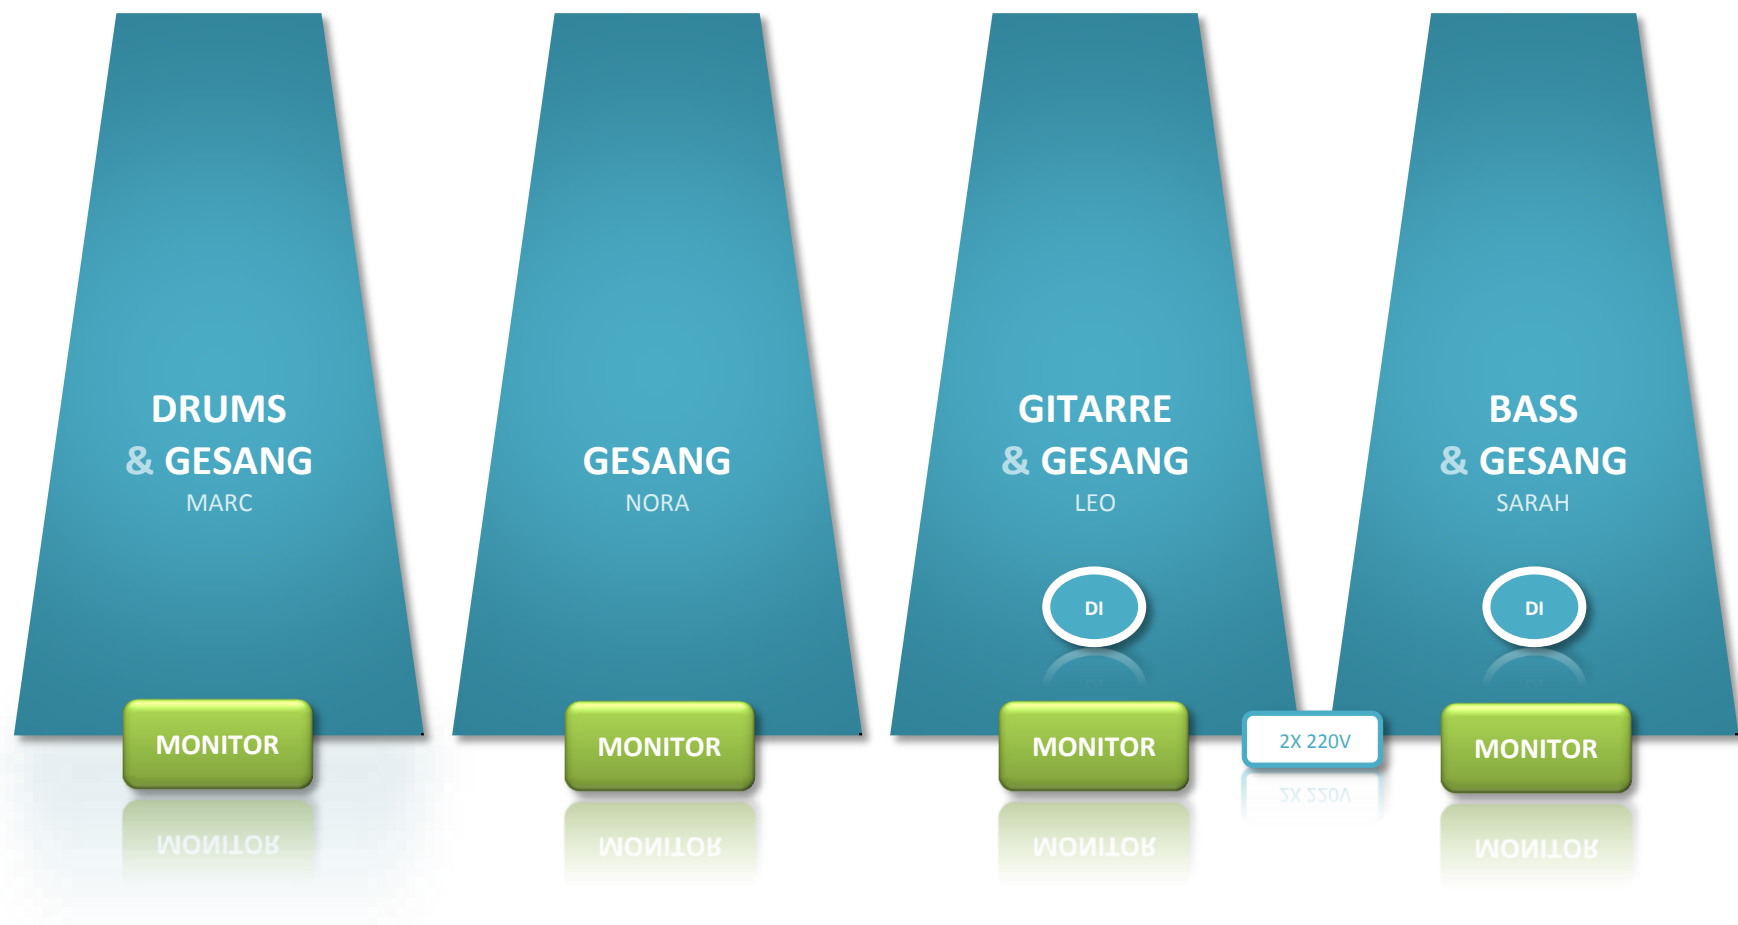 DRUMS
& GESANG
MARC
GESANG
NORA
GITARRE
& GESANG
LEO
BASS
& GESANG
SARAH
DI
DI
MONITOR
MONITOR
MONITOR
2X 220V
MONITOR